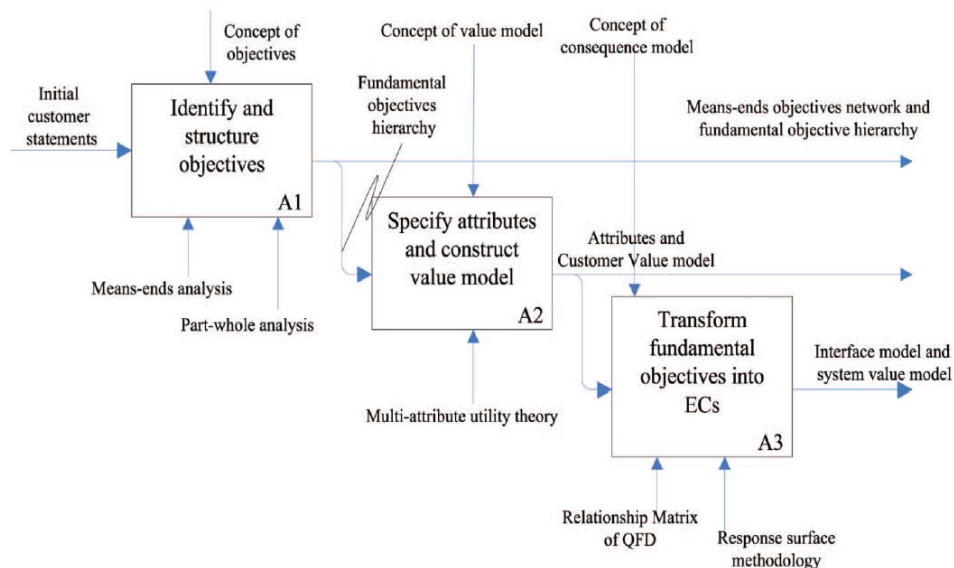 Concept of
objectives
Initial
customer
statements
Identify and
structure
objectives
A1
Means-ends analysis
Part-whole analysis
Concept of value model
Fundamental
objectives
hierarchy
Specify attributes
and construct
value model
A2
Multi-attribute utility theory
Concept of
consequence model
Means-ends objectives network and
fundamental objective hierarchy
Attributes and
Customer Value model
Transform
fundamental
objectives into
ECs
A3
Interface model and
system value model
Relationship Matrix
of QFD
Response surface
methodology